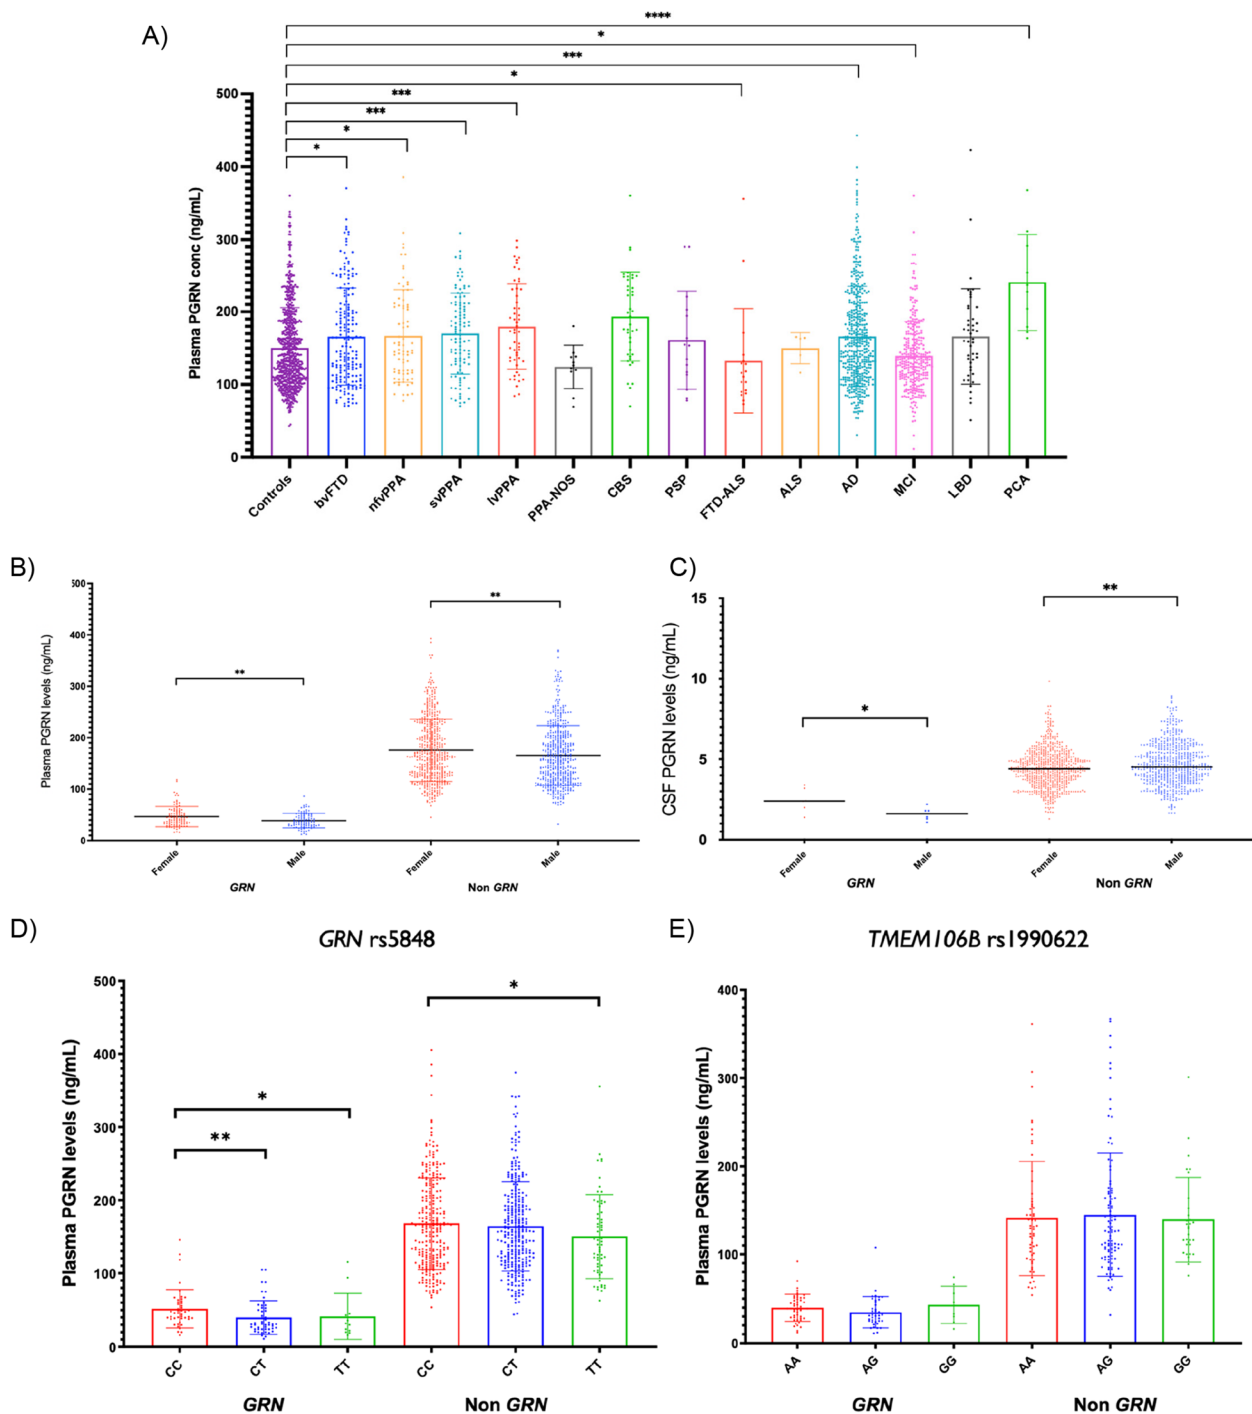 A)
****
*
***
*
***
***
*
*
Plasma PGRN conc (ng/mL)
500
400
300
200
100
0
Controls
bvFTD
nfvPPA
svPPA
lvPPA
PPA-NOS
CBS
PSP
FTD-ALS
ALS
AD
MCI
LBD
PCA
B)
Plasma PGRN levels (ng/mL)
500
400
300
200
100
0
**
**
Female
Male
Female
Male
GRN
Non GRN
C)
CSF PGRN levels (ng/mL)
15
10
5
0
*
**
Female
Male
Female
Male
GRN
Non GRN
D)
GRN rs5848
Plasma PGRN levels (ng/mL)
500
400
300
200
100
0
*
**
*
CC
CT
TT
CC
CT
TT
GRN
Non GRN
E)
TMEM106B rs1990622
Plasma PGRN levels (ng/mL)
400
300
200
100
0
AA
AG
GG
AA
AG
GG
GRN
Non GRN